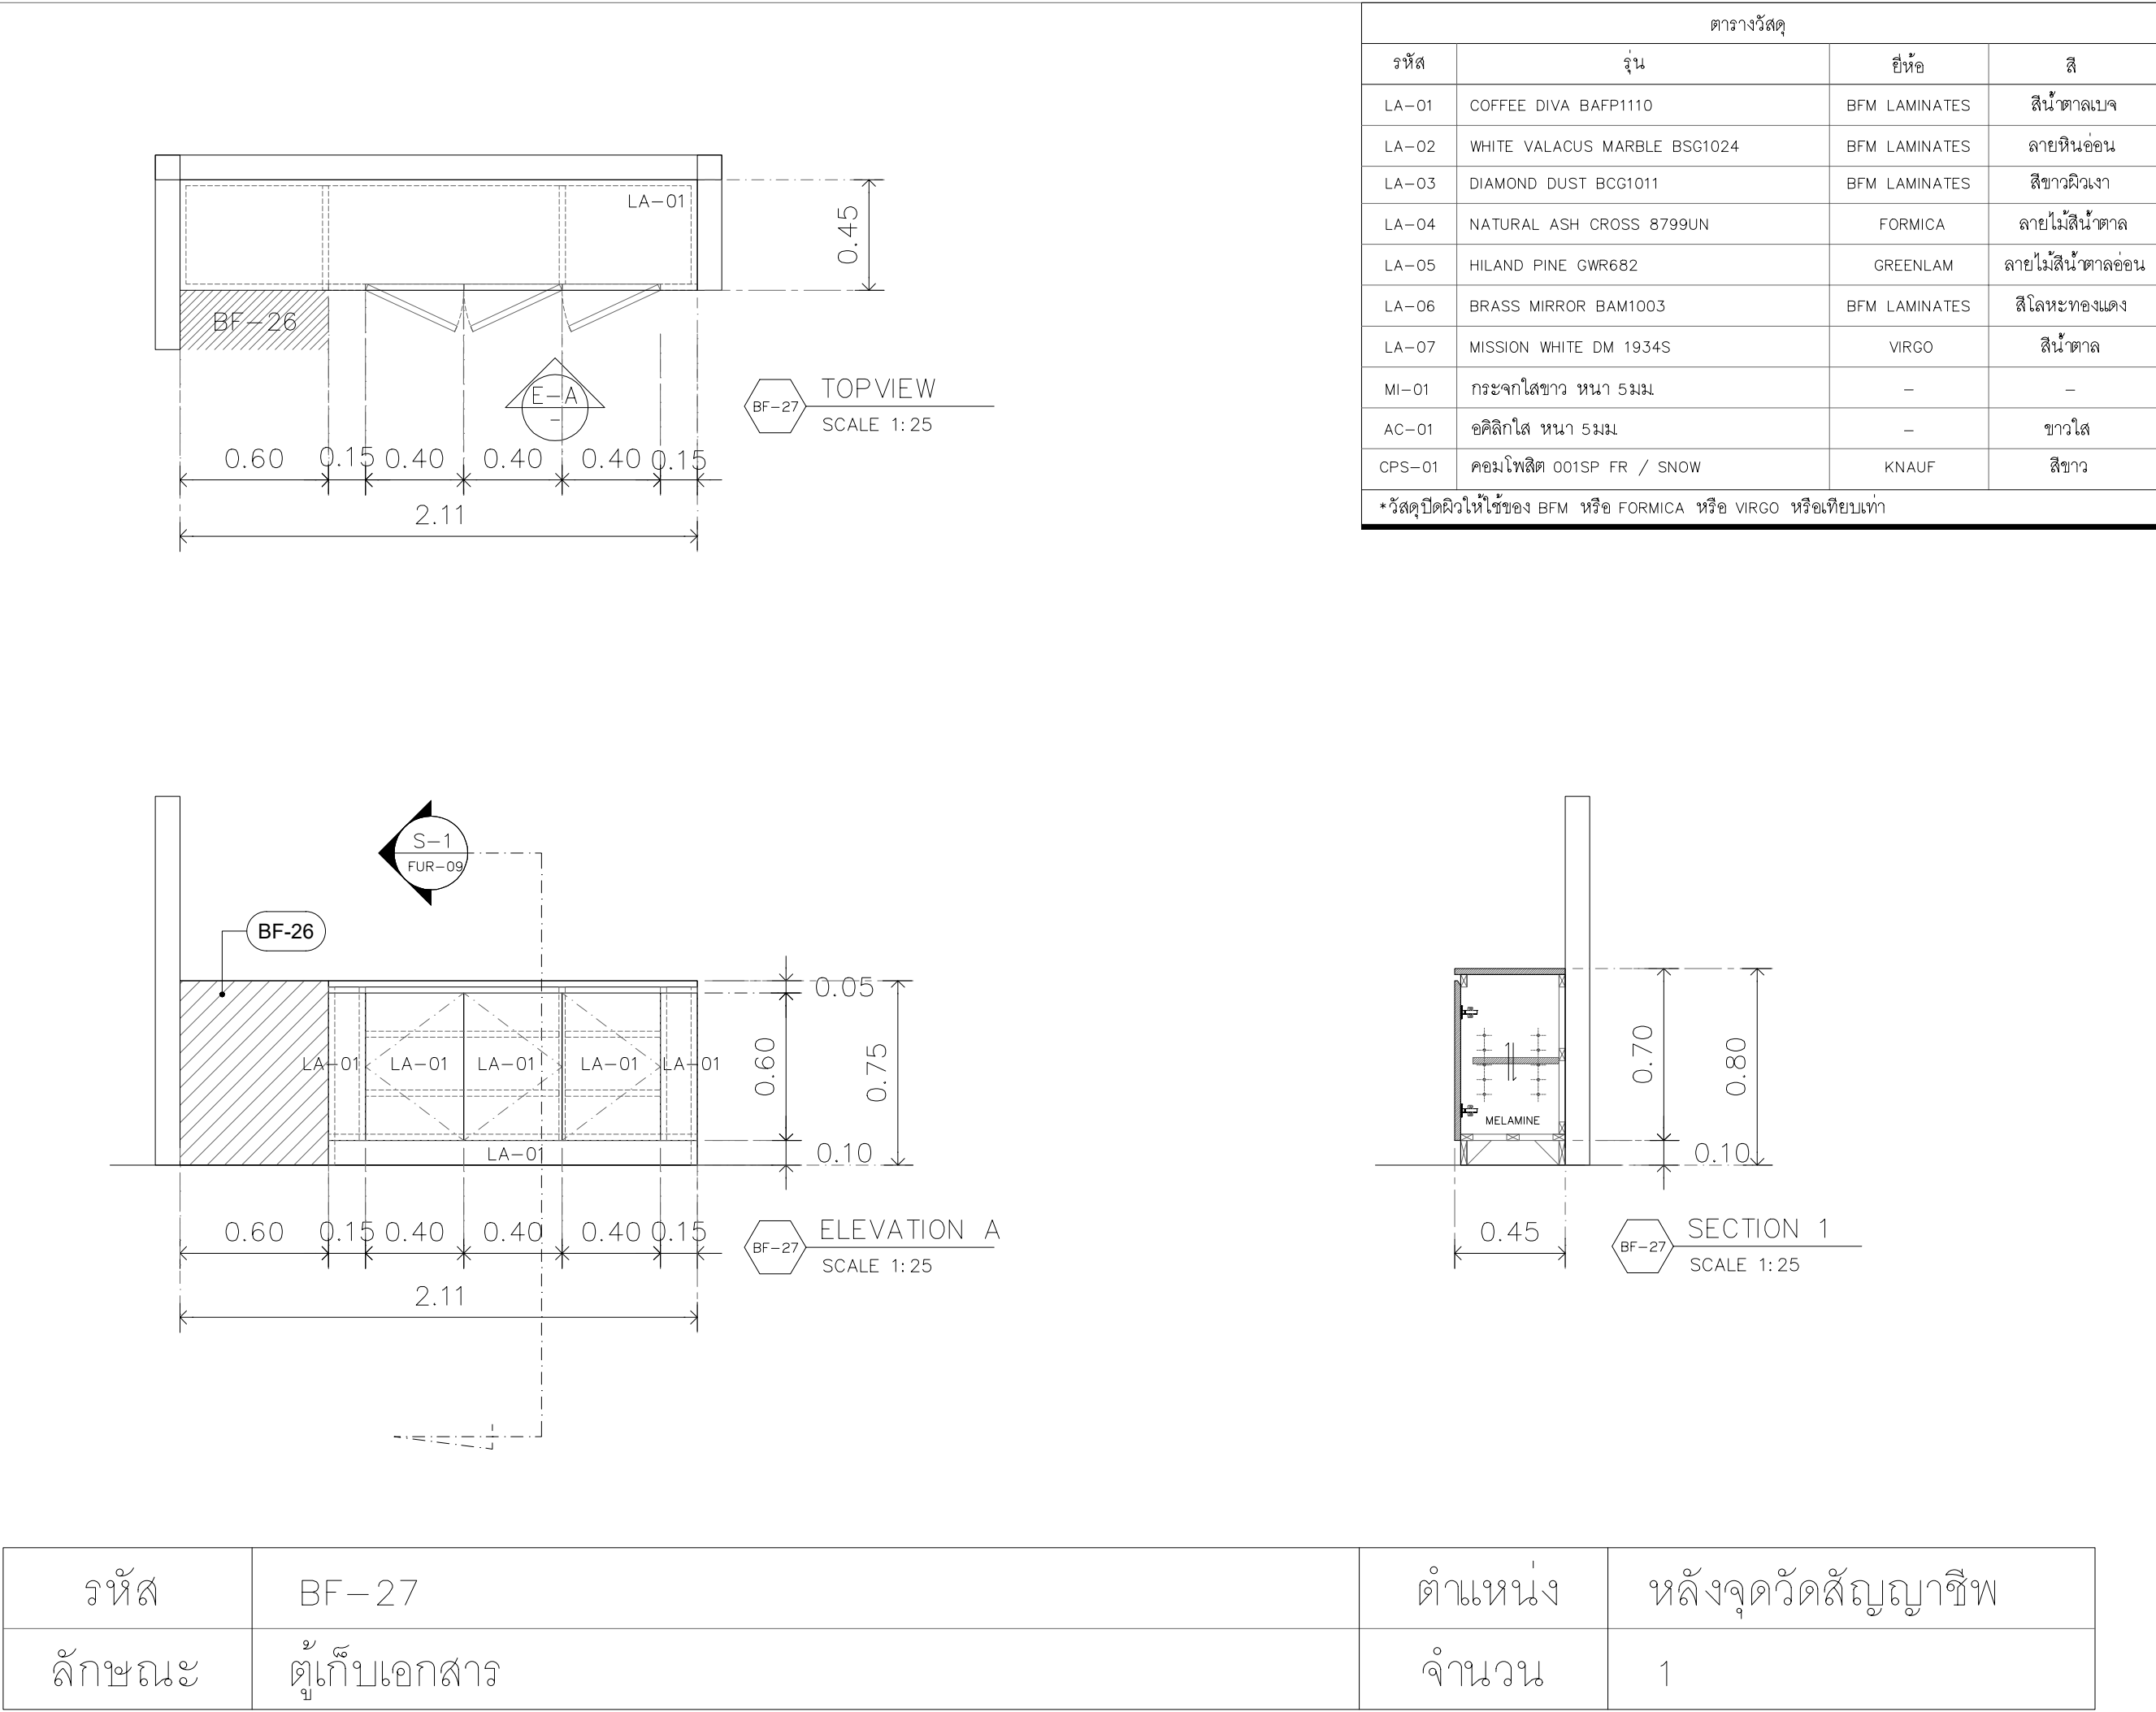 ตารางวัสดุ
รหัส รุ่น ยี่ห้อ สี
LA-01 COFFEE DIVA BAFP1110 BFM LAMINATES สีน้ำตาลเบจ
LA-02 WHITE VALACUS MARBLE BSG1024 BFM LAMINATES ลายหินอ่อน
LA-03 DIAMOND DUST BCG1011 BFM LAMINATES สีขาวผิวเงา
LA-04 NATURAL ASH CROSS 8799UN FORMICA ลายไม้สีน้ำตาล
LA-05 HILAND PINE GWR682 GREENLAM ลายไม้สีน้ำตาลอ่อน
LA-06 BRASS MIRROR BAM1003 BFM LAMINATES สีโลหะทองแดง
LA-07 MISSION WHITE DM 1934S VIRGO สีน้ำตาล
MI-01 กระจกใสขาว หนา 5มม. - -
AC-01 อคิลิกใส หนา 5มม. - ขาวใส
CPS-01 คอมโพสิต 001SP FR / SNOW KNAUF สีขาว
*วัสดุปิดผิวให้ใช้ของ BFM หรือ FORMICA หรือ VIRGO หรือเทียบเท่า
LA-01
0.45
BF-26
E-A
-
BF-27 TOPVIEW
SCALE 1:25
0.60 0.15 0.40 0.40 0.40 0.15
2.11
S-1
FUR-09
BF-26
0.05
LA-01 LA-01 LA-01 LA-01 LA-01
0.60 0.75
LA-01
0.10
0.60 0.15 0.40 0.40 0.40 0.15
2.11
BF-27 ELEVATION A
SCALE 1:25
MELAMINE
0.70 0.80
0.10
0.45
BF-27 SECTION 1
SCALE 1:25
รหัส BF-27 ตำแหน่ง หลังจุดวัดสัญญาชีพ
ลักษณะ ตู้เก็บเอกสาร จำนวน 1